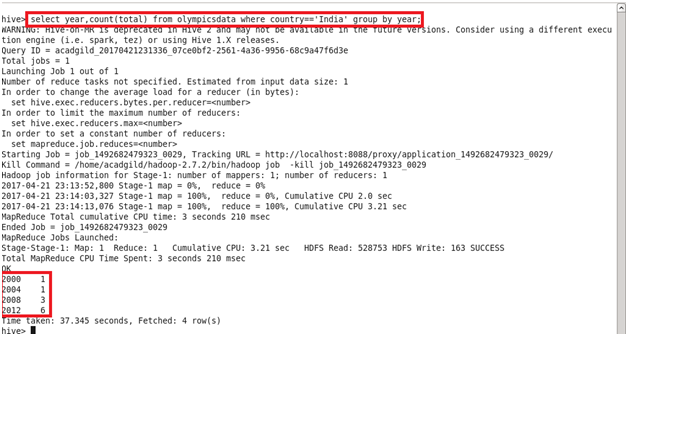 hive> select year,count(total) from olympicsdata where country=='India' group by year;
WARNING: Hive-on-MR is deprecated in Hive 2 and may not be available in the future versions. Consider using a different execu
tion engine (i.e. spark, tez) or using Hive 1.X releases.
Query ID = acadgild_20170421231336_07ce0bf2-2561-4a36-9956-68c9a47f6d3e
Total jobs = 1
Launching Job 1 out of 1
Number of reduce tasks not specified. Estimated from input data size: 1
In order to change the average load for a reducer (in bytes):
  set hive.exec.reducers.bytes.per.reducer=<number>
In order to limit the maximum number of reducers:
  set hive.exec.reducers.max=<number>
In order to set a constant number of reducers:
  set mapreduce.job.reduces=<number>
Starting Job = job_1492682479323_0029, Tracking URL = http://localhost:8088/proxy/application_1492682479323_0029/
Kill Command = /home/acadgild/hadoop-2.7.2/bin/hadoop job  -kill job_1492682479323_0029
Hadoop job information for Stage-1: number of mappers: 1; number of reducers: 1
2017-04-21 23:13:52,800 Stage-1 map = 0%,  reduce = 0%
2017-04-21 23:14:03,327 Stage-1 map = 100%,  reduce = 0%, Cumulative CPU 2.0 sec
2017-04-21 23:14:13,076 Stage-1 map = 100%,  reduce = 100%, Cumulative CPU 3.21 sec
MapReduce Total cumulative CPU time: 3 seconds 210 msec
Ended Job = job_1492682479323_0029
MapReduce Jobs Launched:
Stage-Stage-1: Map: 1  Reduce: 1   Cumulative CPU: 3.21 sec   HDFS Read: 528753 HDFS Write: 163 SUCCESS
Total MapReduce CPU Time Spent: 3 seconds 210 msec
OK
2000    1
2004    1
2008    3
2012    6
Time taken: 37.345 seconds, Fetched: 4 row(s)
hive>